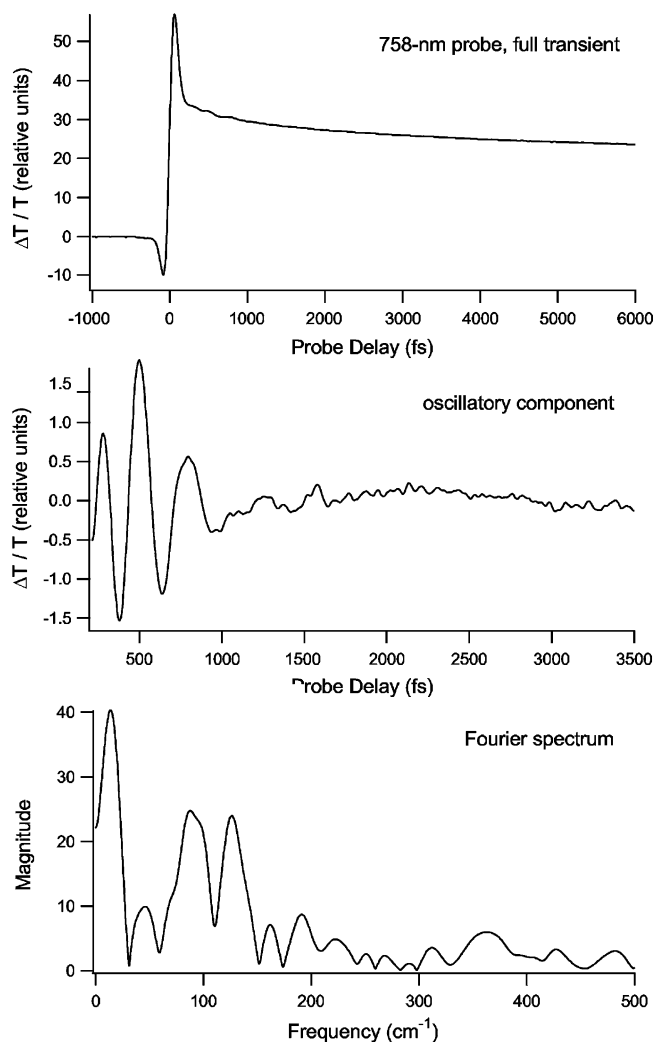 50
40
30
20
10
0
-10
ΔT / T (relative units)
758-nm probe, full transient
-1000 0 1000 2000 3000 4000 5000 6000
Probe Delay (fs)
1.5
1.0
0.5
0.0
-0.5
-1.0
-1.5
ΔT / T (relative units)
oscillatory component
500 1000 1500 2000 2500 3000 3500
Probe Delay (fs)
40
30
20
10
0
Magnitude
Fourier spectrum
0 100 200 300 400 500
Frequency (cm⁻¹)